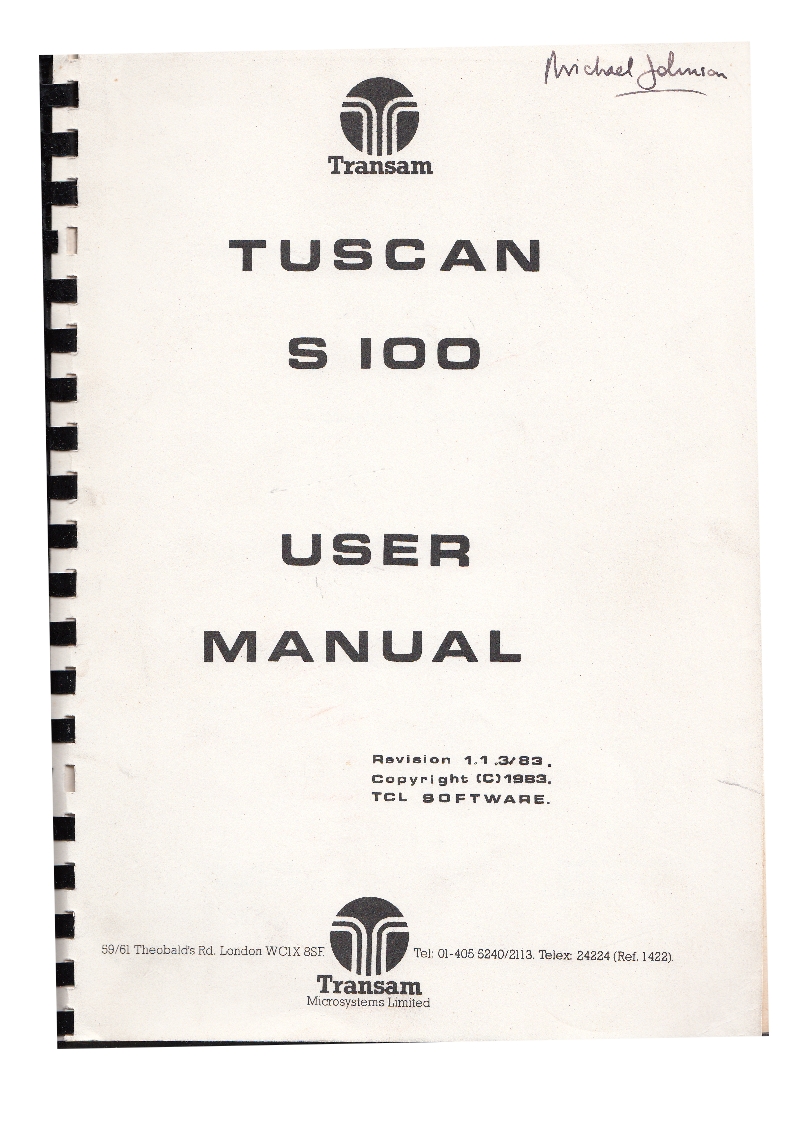 Michael Johnson
Transam
TUSCAN
S 100
USER
MANUAL
Revision 1.1.3/83.
Copyright (C)1983.
TCL SOFTWARE.
59/61 Theobald's Rd. London WC1X 8SF. Tel: 01-405 5240/2113. Telex: 24224 (Ref. 1422).
Transam
Microsystems Limited